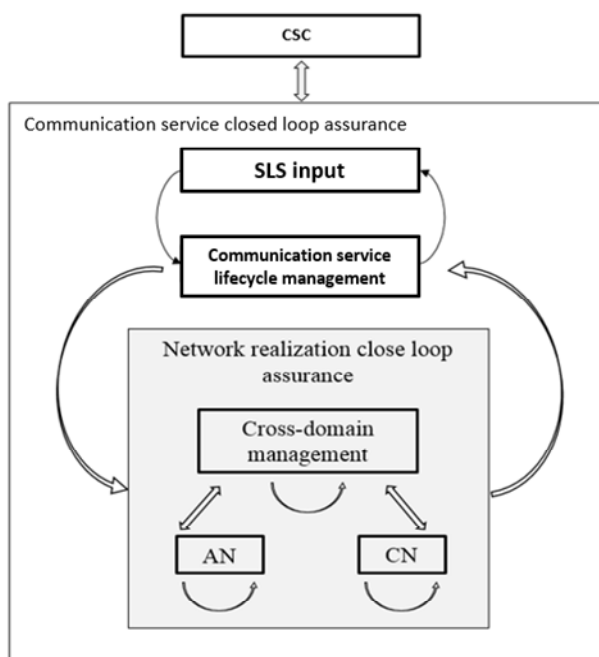 CSC
Communication service closed loop assurance
SLS input
Communication service
lifecycle management
Network realization close loop
assurance
Cross-domain
management
AN
CN